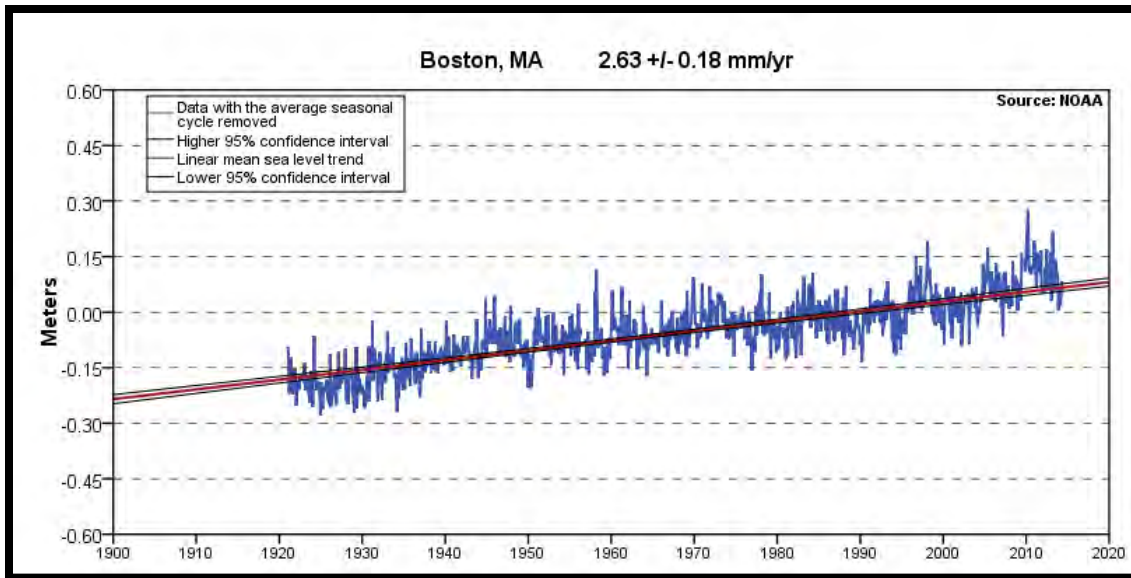 Boston, MA 2.63 +/- 0.18 mm/yr
Source: NOAA
Data with the average seasonal
cycle removed
Higher 95% confidence interval
Linear mean sea level trend
Lower 95% confidence interval
Meters
0.60
0.45
0.30
0.15
0.00
-0.15
-0.30
-0.45
-0.60
1900 1910 1920 1930 1940 1950 1960 1970 1980 1990 2000 2010 2020